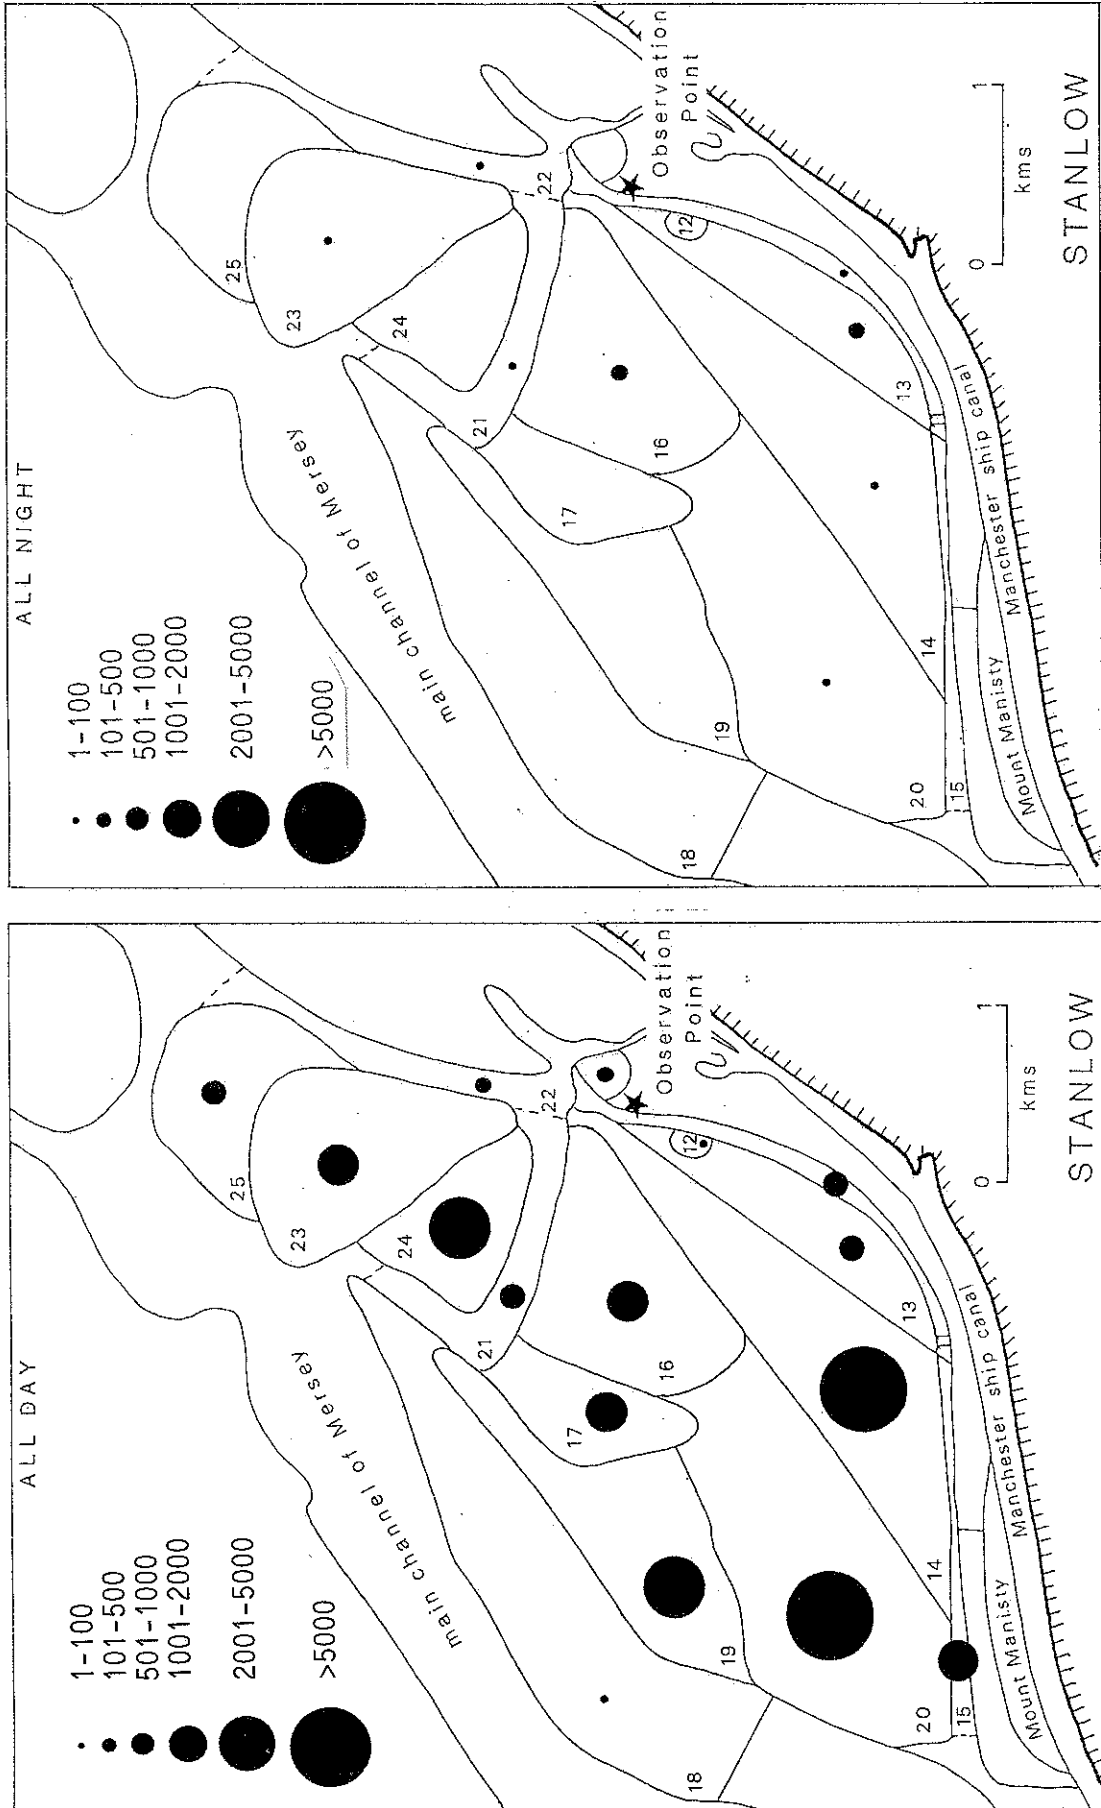 ALL DAY
1-100
101-500
501-1000
1001-2000
2001-5000
>5000
main channel of Mersey
25
23
24
22
21
17
16
19
18
20
14
13
12
15
Observation
Point
Manchester ship canal
Mount Manisty
0
1
kms
STANLOW
ALL NIGHT
1-100
101-500
501-1000
1001-2000
2001-5000
>5000
main channel of Mersey
25
23
24
22
21
17
16
19
18
20
14
13
12
15
Observation
Point
Manchester ship canal
Mount Manisty
0
1
kms
STANLOW